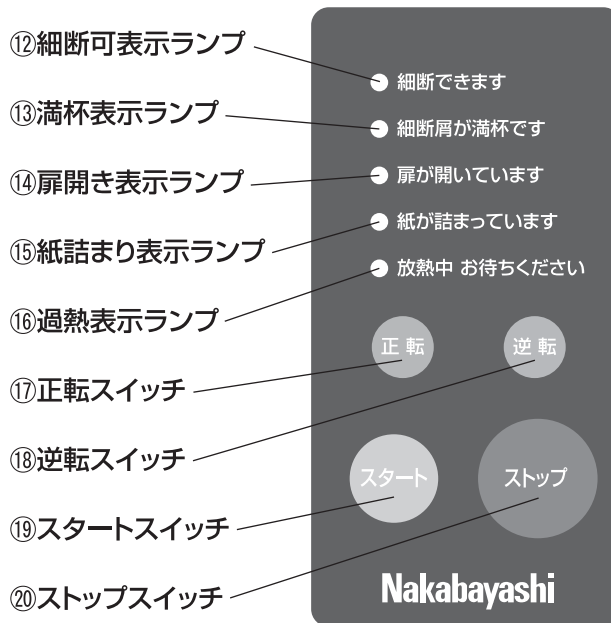 ⑫細断可表示ランプ
⑬満杯表示ランプ
⑭扉開き表示ランプ
⑮紙詰まり表示ランプ
⑯過熱表示ランプ
⑰正転スイッチ
⑱逆転スイッチ
⑲スタートスイッチ
⑳ストップスイッチ
細断できます
細断屑が満杯です
扉が開いています
紙が詰まっています
放熱中 お待ちください
正転
逆転
スタート
ストップ
Nakabayashi